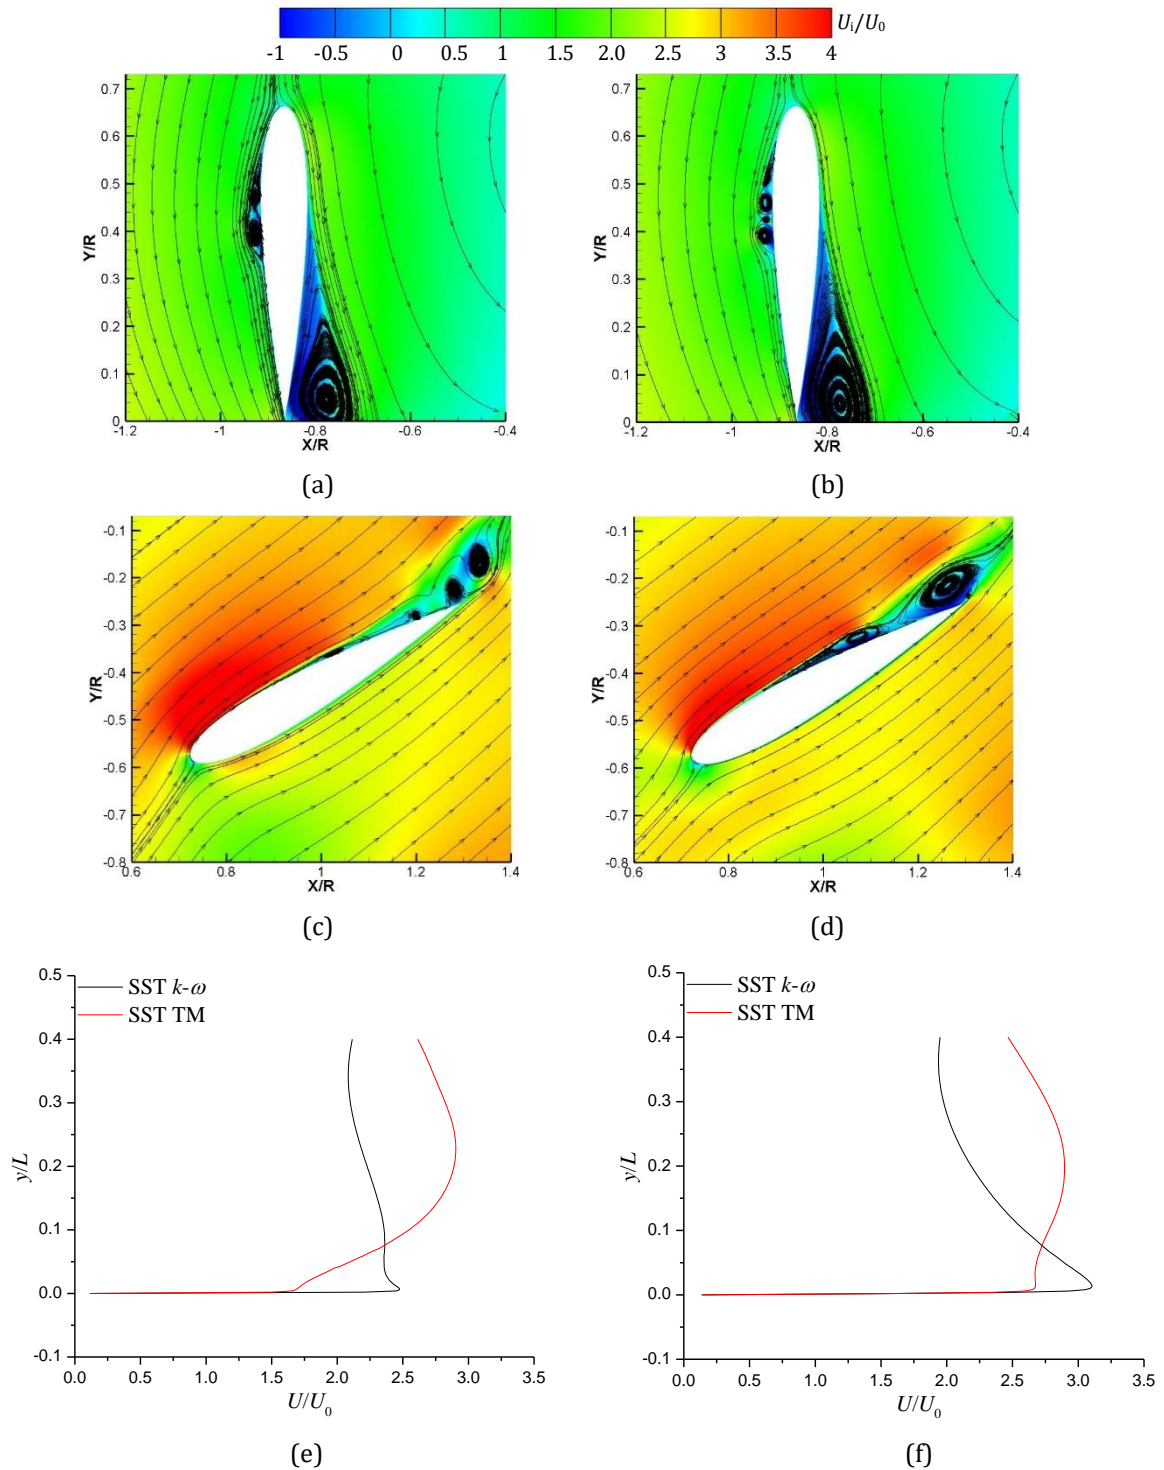 -1 -0.5 0 0.5 1 1.5 2.0 2.5 3 3.5 4 Uᵢ/U₀
0.7 0.6 0.5 0.4 0.3 0.2 0.1 0
Y/R
-1.2 -1 -0.8 -0.6 -0.4
X/R
(a)
0.7 0.6 0.5 0.4 0.3 0.2 0.1 0
Y/R
-1.2 -1 -0.8 -0.6 -0.4
X/R
(b)
-0.1 -0.2 -0.3 -0.4 -0.5 -0.6 -0.7 -0.8
Y/R
0.6 0.8 1 1.2 1.4
X/R
(c)
-0.1 -0.2 -0.3 -0.4 -0.5 -0.6 -0.7 -0.8
Y/R
0.6 0.8 1 1.2 1.4
X/R
(d)
SST k-ω
SST TM
0.5 0.4 0.3 0.2 0.1 0.0 -0.1
y/L
0.0 0.5 1.0 1.5 2.0 2.5 3.0 3.5
U/U₀
(e)
SST k-ω
SST TM
0.5 0.4 0.3 0.2 0.1 0.0 -0.1
y/L
0.0 0.5 1.0 1.5 2.0 2.5 3.0 3.5
U/U₀
(f)